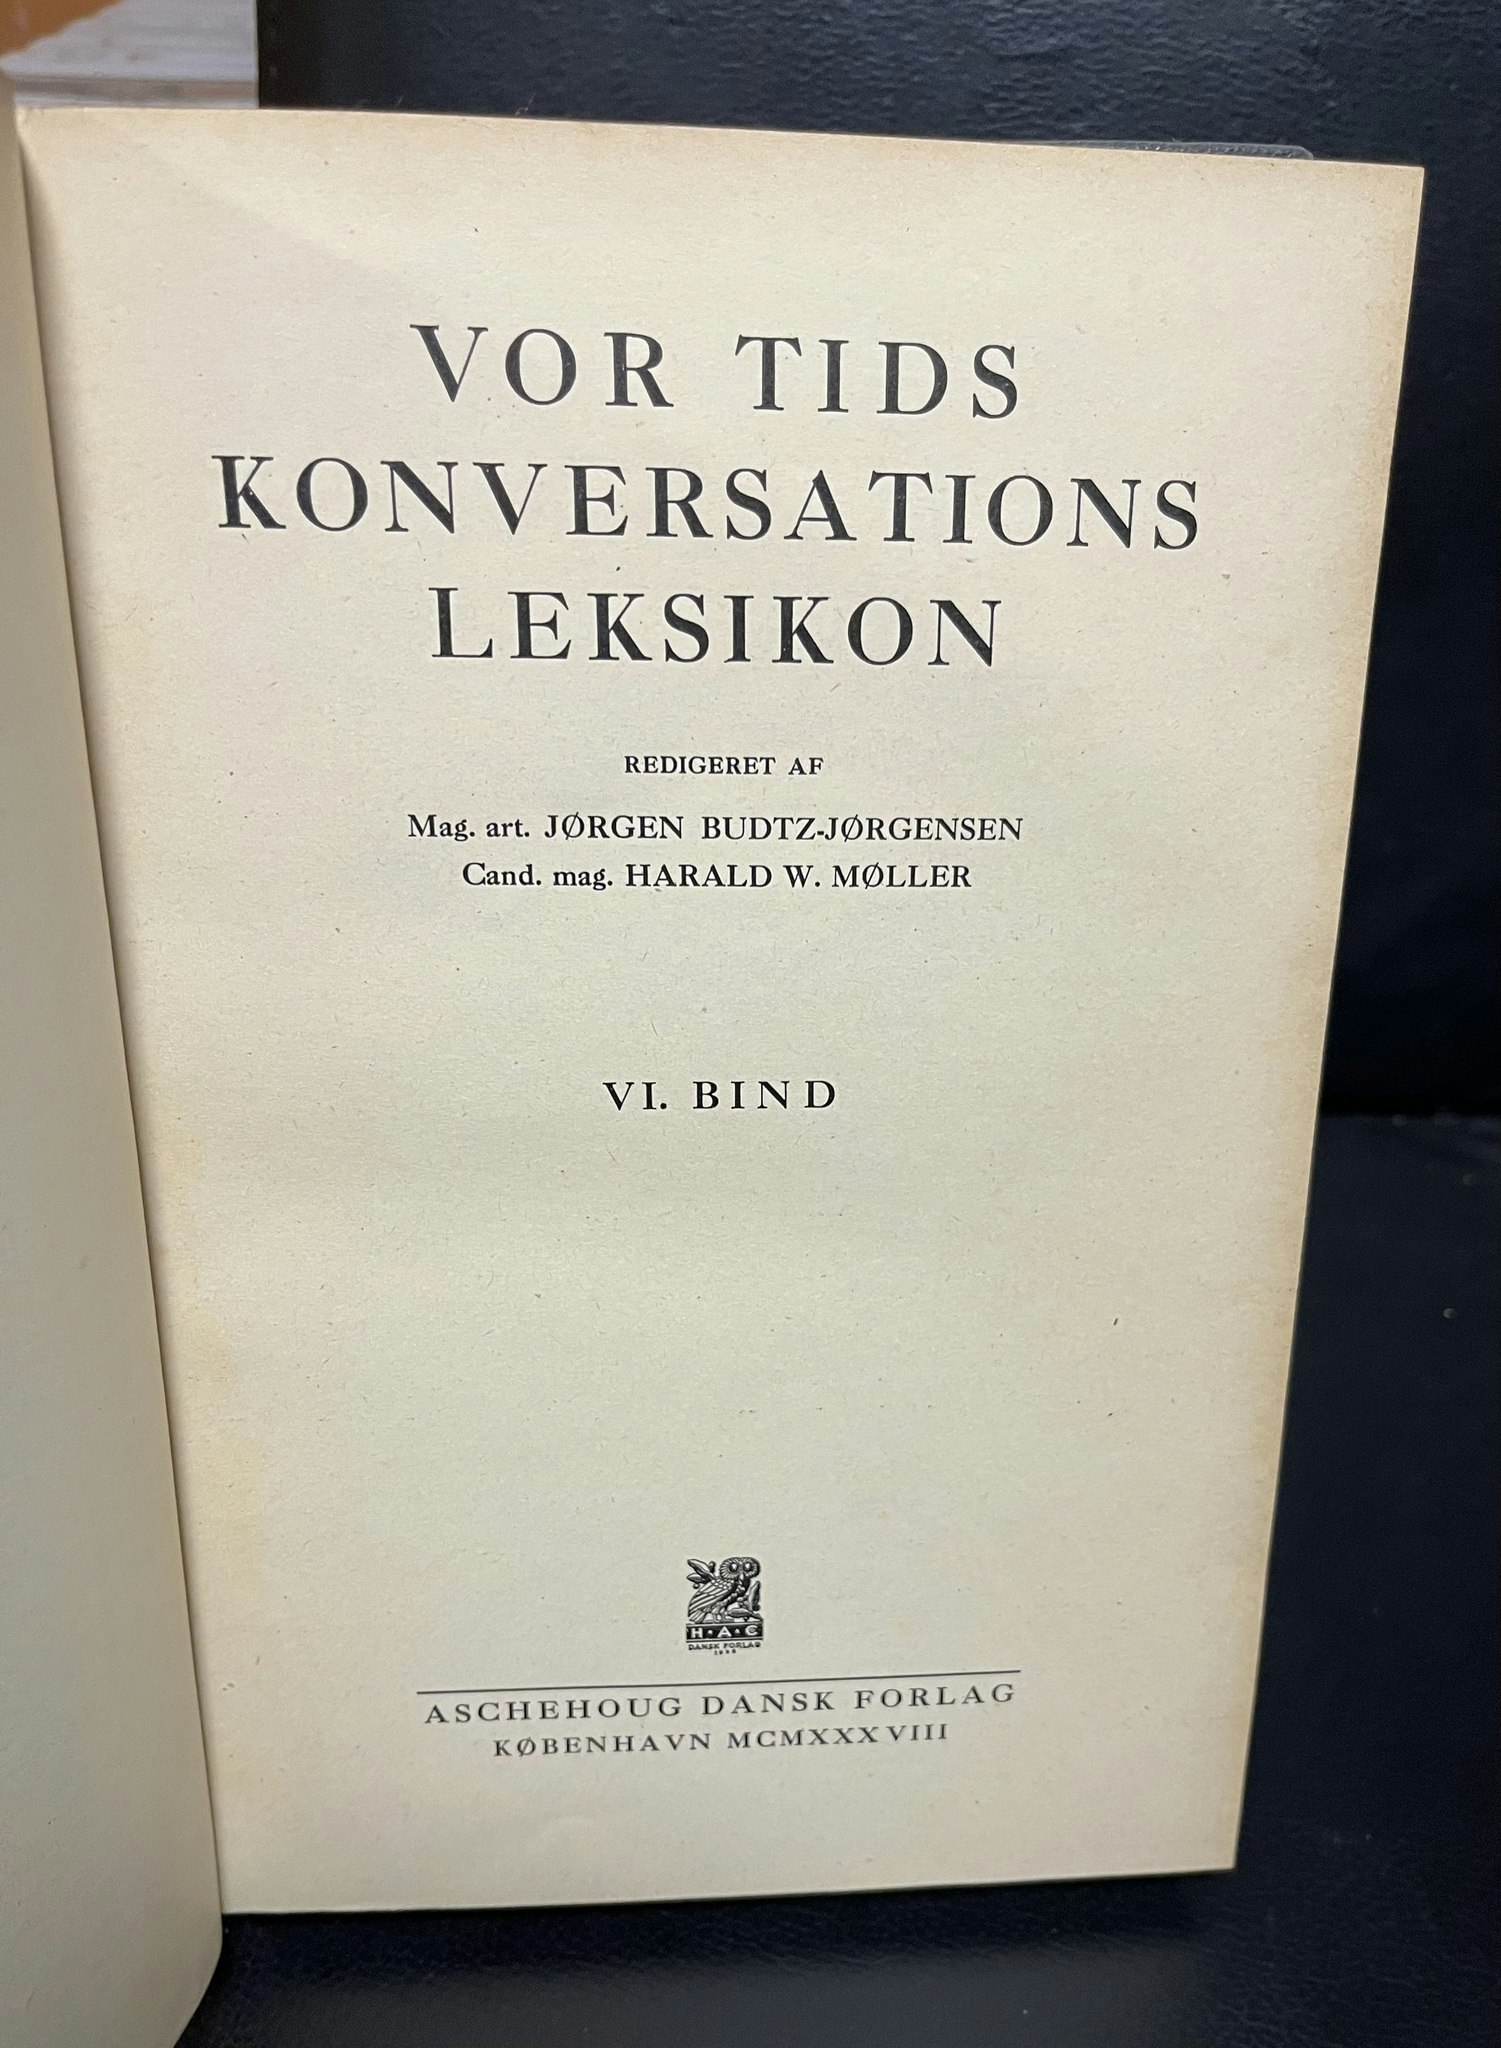 VOR TIDS
KONVERSATIONS
LEKSIKON
REDIGERET AF
Mag. art. JØRGEN BUDTZ-JØRGENSEN
Cand. mag. HARALD W. MØLLER
VI. BIND
H·A·C
DANSK FORLAG
ASCHEHOUG DANSK FORLAG
KØBENHAVN MCMXXXVIII